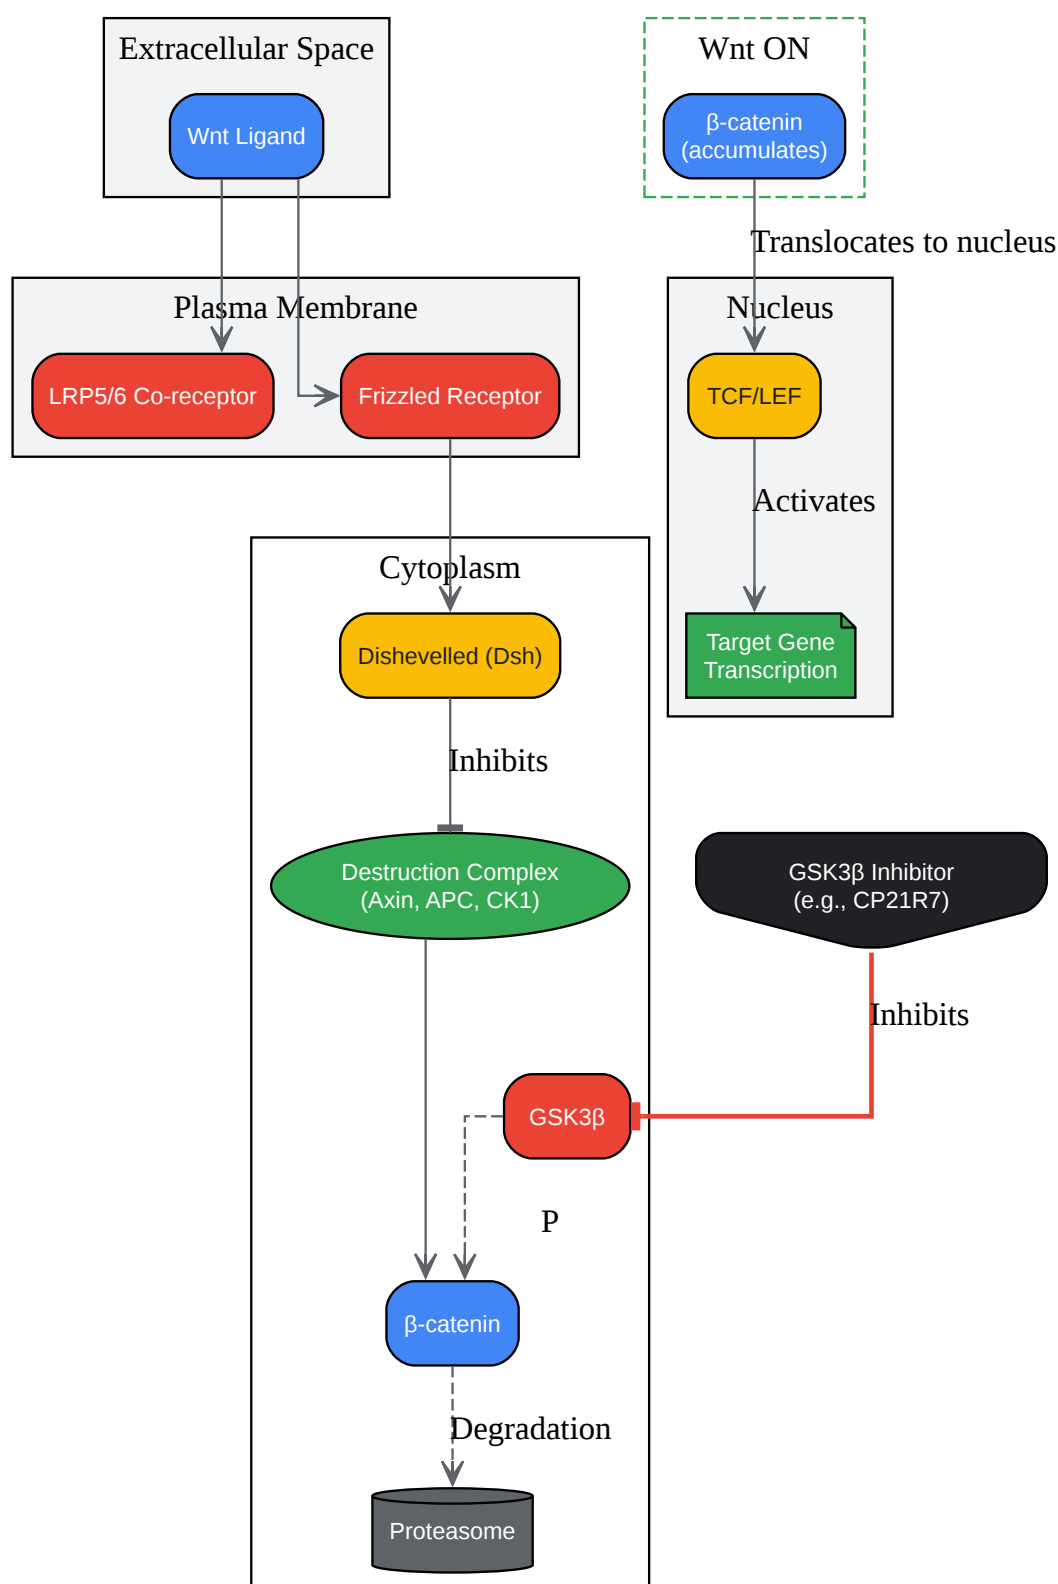 Extracellular Space
Wnt Ligand
Wnt ON
β-catenin
(accumulates)
Translocates to nucleus
Plasma Membrane
LRP5/6 Co-receptor
Frizzled Receptor
Nucleus
TCF/LEF
Activates
Target Gene
Transcription
Cytoplasm
Dishevelled (Dsh)
Inhibits
Destruction Complex
(Axin, APC, CK1)
GSK3β Inhibitor
(e.g., CP21R7)
Inhibits
GSK3β
P
β-catenin
Degradation
Proteasome